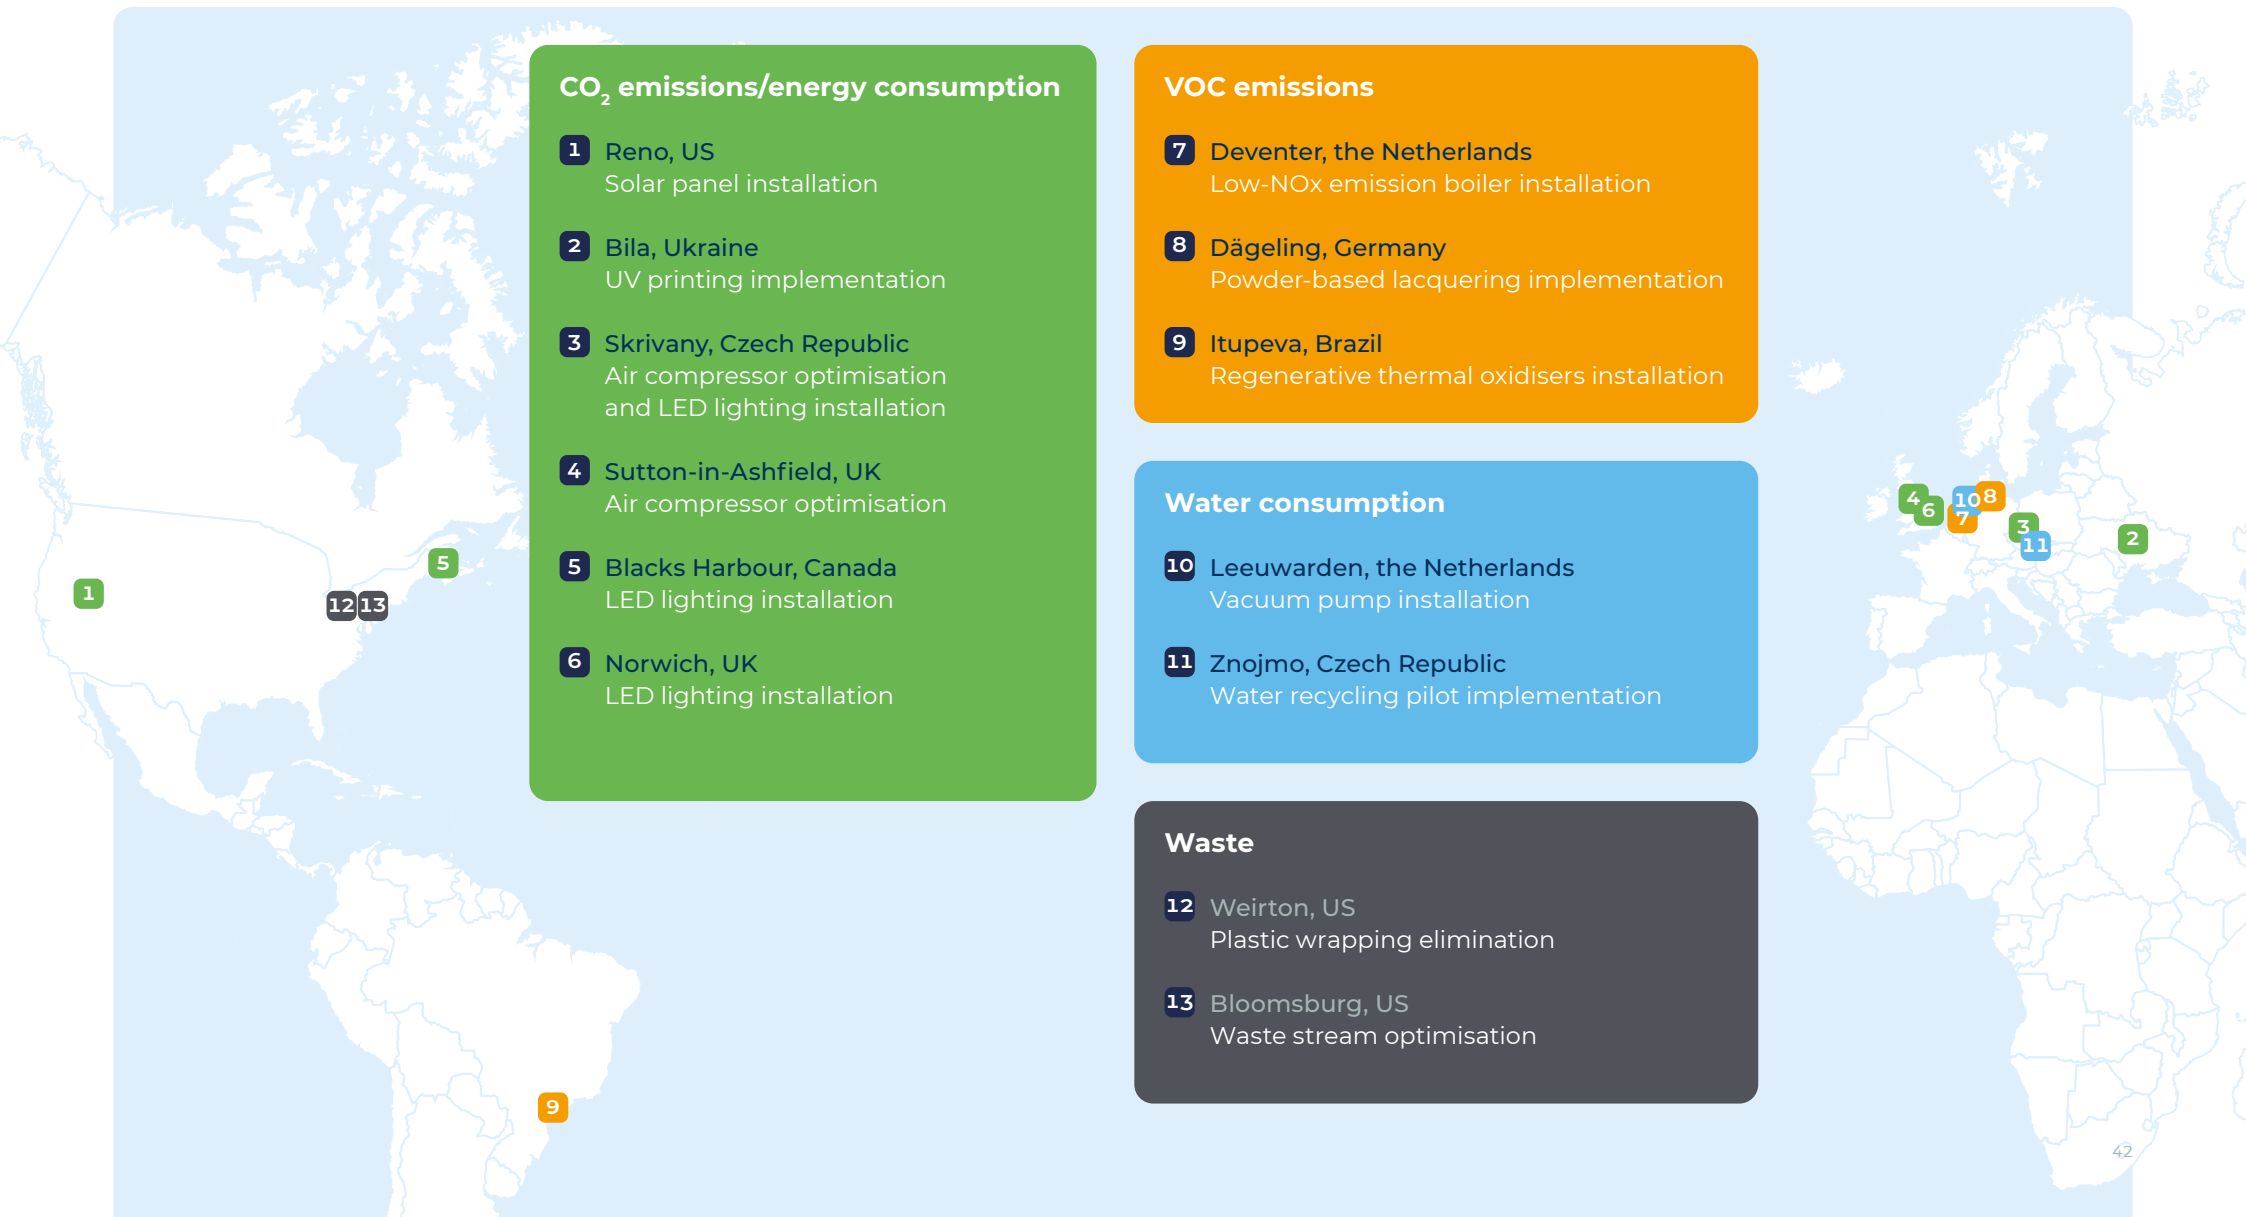 CO₂ emissions/energy consumption
1 Reno, US
Solar panel installation
2 Bila, Ukraine
UV printing implementation
3 Skrivany, Czech Republic
Air compressor optimisation
and LED lighting installation
4 Sutton-in-Ashfield, UK
Air compressor optimisation
5 Blacks Harbour, Canada
LED lighting installation
6 Norwich, UK
LED lighting installation
VOC emissions
7 Deventer, the Netherlands
Low-NOx emission boiler installation
8 Dägeling, Germany
Powder-based lacquering implementation
9 Itupeva, Brazil
Regenerative thermal oxidisers installation
Water consumption
10 Leeuwarden, the Netherlands
Vacuum pump installation
11 Znojmo, Czech Republic
Water recycling pilot implementation
Waste
12 Weirton, US
Plastic wrapping elimination
13 Bloomsburg, US
Waste stream optimisation
1
5
12 13
9
4
6
10
8
7
3
11
2
42